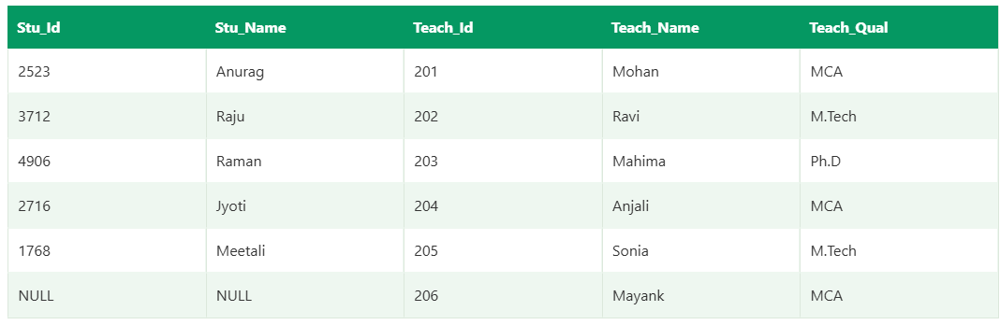 Stu_Id Stu_Name Teach_Id Teach_Name Teach_Qual
2523 Anurag 201 Mohan MCA
3712 Raju 202 Ravi M.Tech
4906 Raman 203 Mahima Ph.D
2716 Jyoti 204 Anjali MCA
1768 Meetali 205 Sonia M.Tech
NULL NULL 206 Mayank MCA